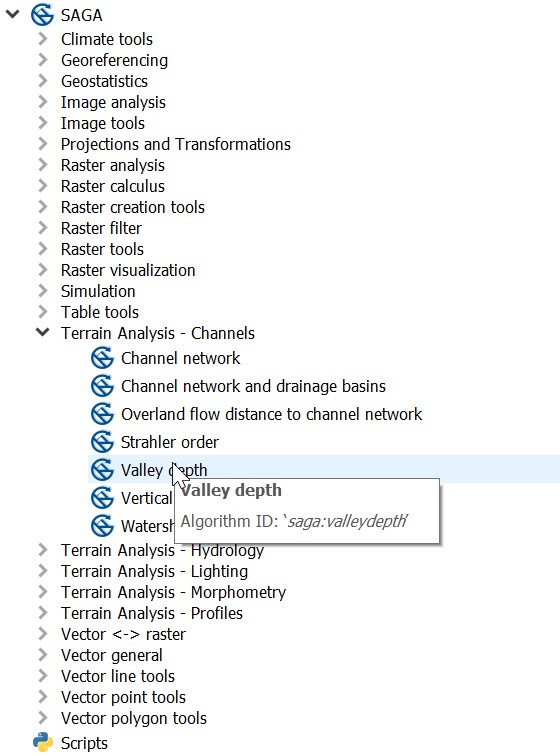 SAGA
Climate tools
Georeferencing
Geostatistics
Image analysis
Image tools
Projections and Transformations
Raster analysis
Raster calculus
Raster creation tools
Raster filter
Raster tools
Raster visualization
Simulation
Table tools
Terrain Analysis - Channels
Channel network
Channel network and drainage basins
Overland flow distance to channel network
Strahler order
Valley depth
Valley depth
Vertical
Algorithm ID: `saga:valleydepth`
Terrain Analysis - Hydrology
Terrain Analysis - Lighting
Terrain Analysis - Morphometry
Terrain Analysis - Profiles
Vector <-> raster
Vector general
Vector line tools
Vector point tools
Vector polygon tools
Scripts